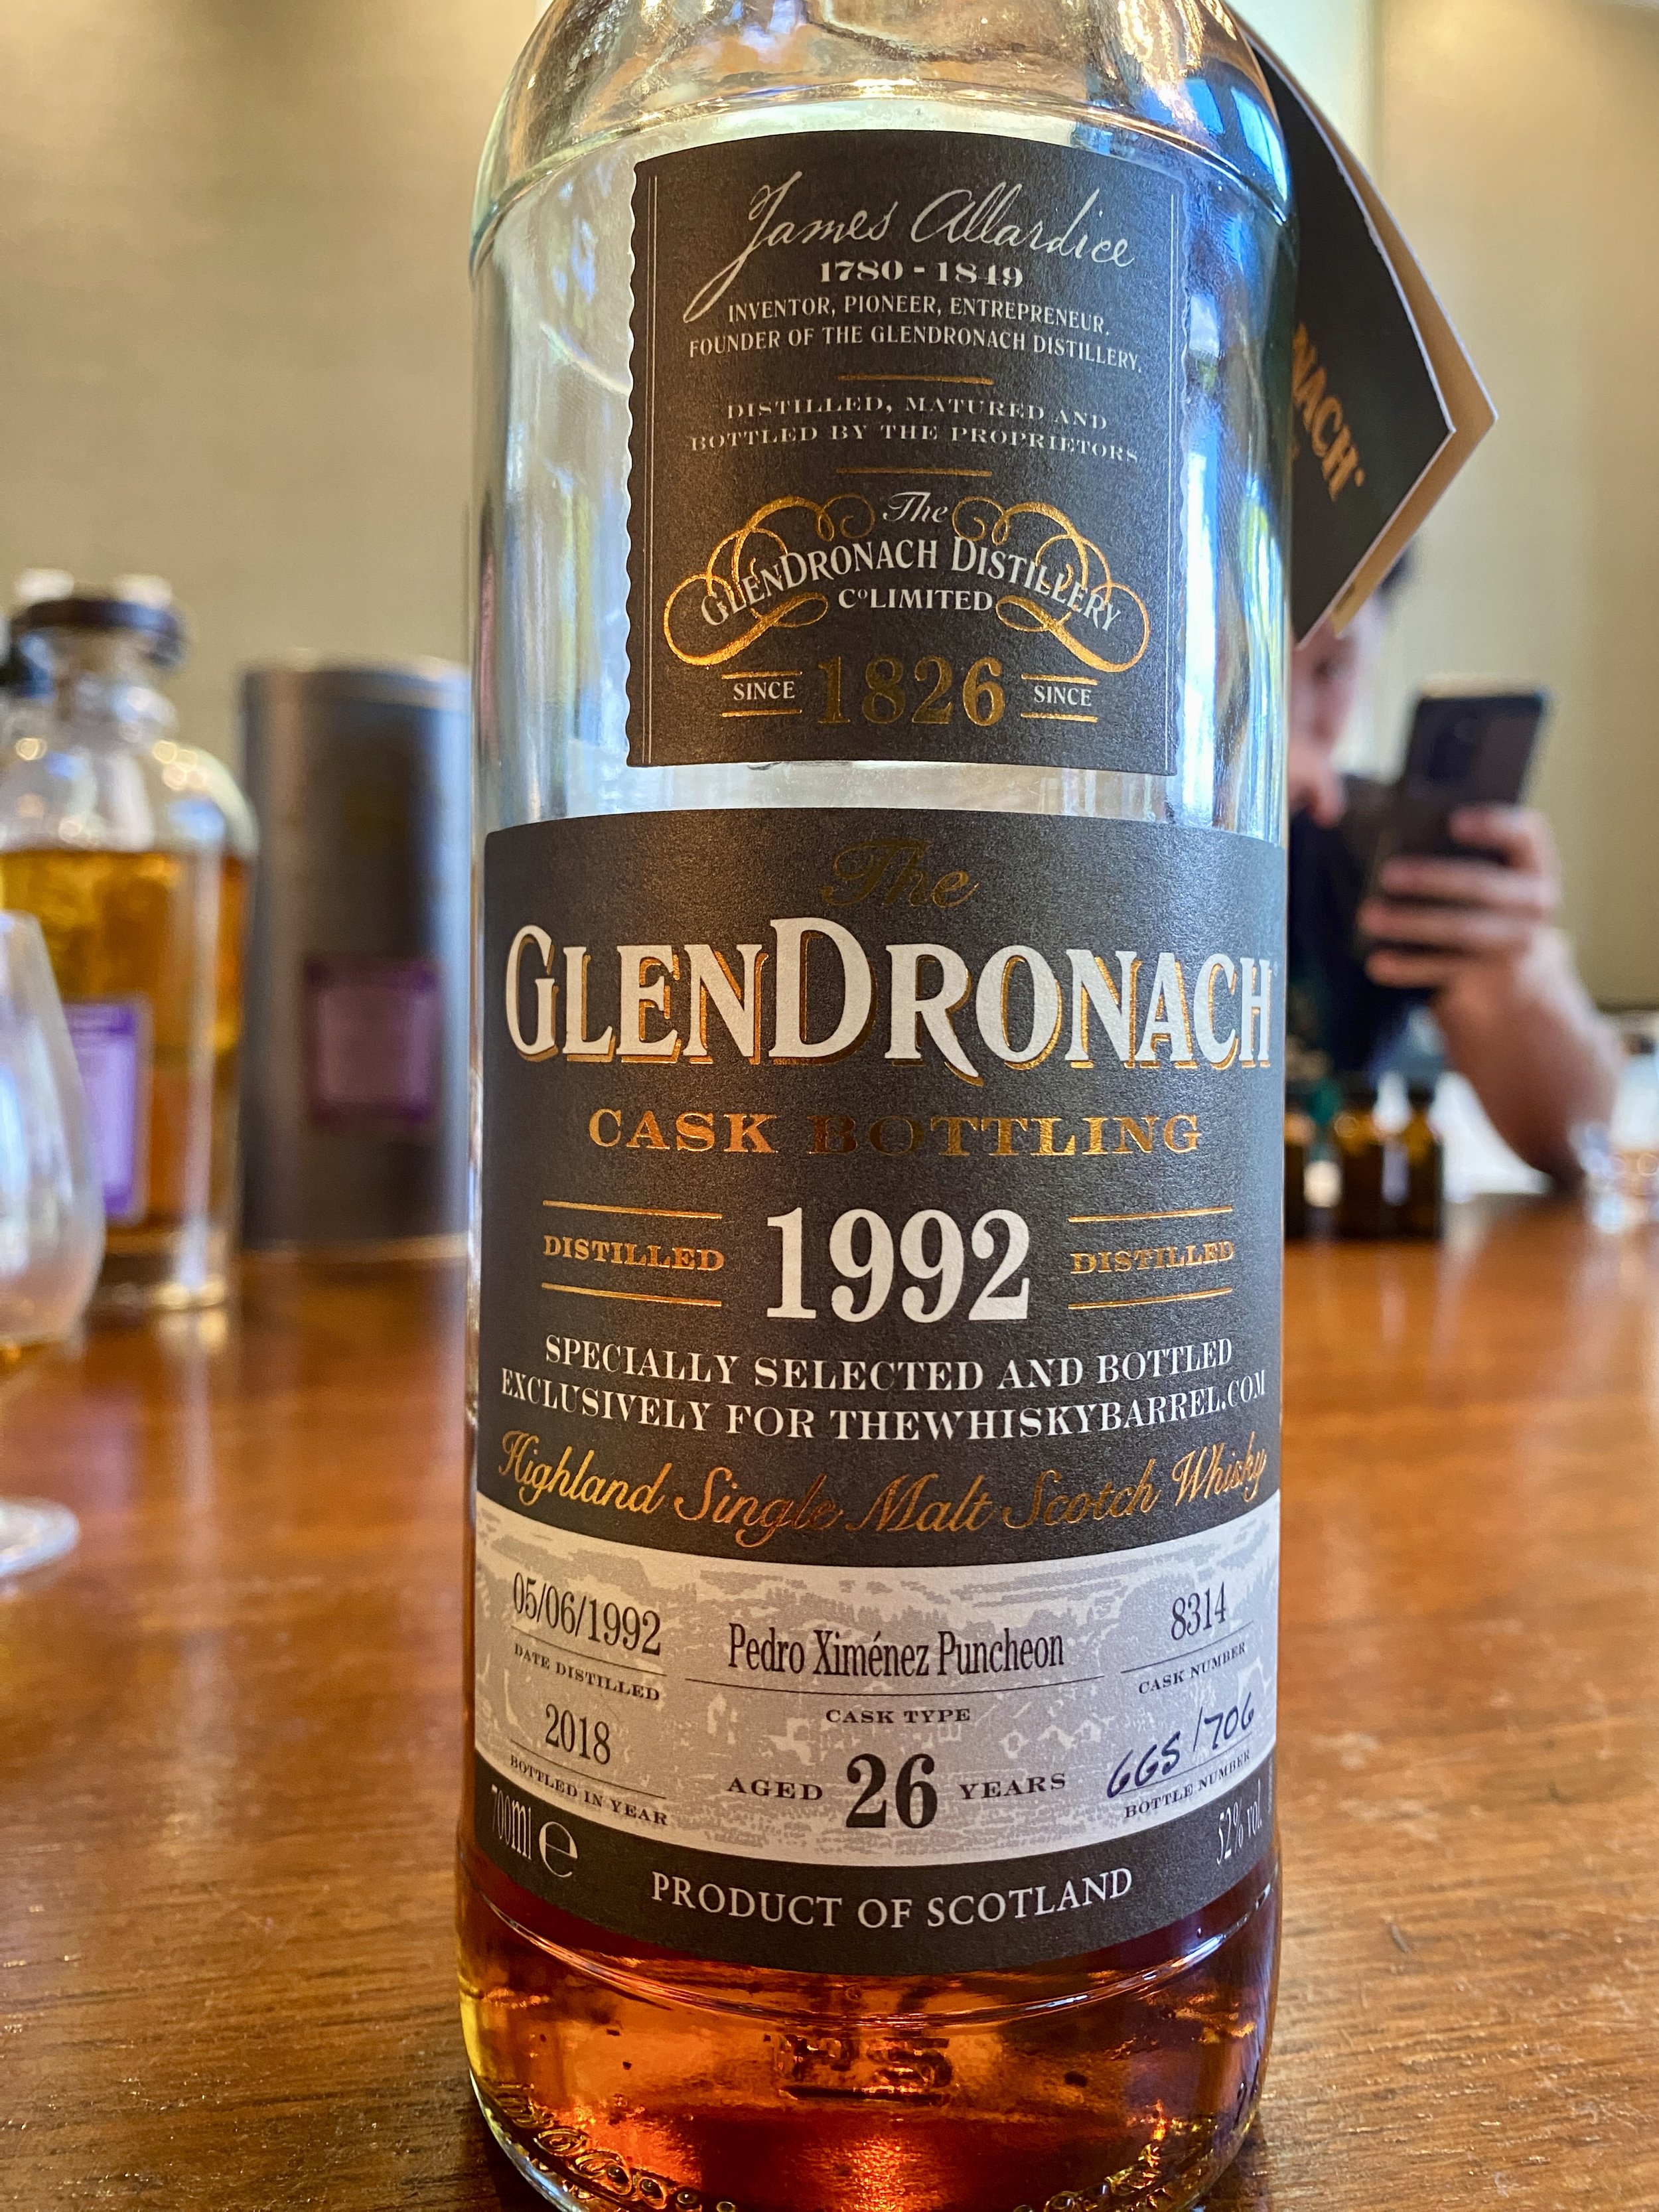 James Allardice
1780 - 1849
INVENTOR, PIONEER, ENTREPRENEUR.
FOUNDER OF THE GLENDRONACH DISTILLERY.
DISTILLED, MATURED AND
BOTTLED BY THE PROPRIETORS
The
GLENDRONACH DISTILLERY
Cº LIMITED
SINCE 1826 SINCE
NACH®
The
GLENDRONACH®
CASK BOTTLING
DISTILLED 1992 DISTILLED
SPECIALLY SELECTED AND BOTTLED
EXCLUSIVELY FOR THEWHISKYBARREL.COM
Highland Single Malt Scotch Whisky
05/06/1992
DATE DISTILLED
Pedro Ximénez Puncheon
CASK TYPE
8314
CASK NUMBER
2018
BOTTLED IN YEAR
AGED 26 YEARS
665/706
BOTTLE NUMBER
700ml e
PRODUCT OF SCOTLAND
52% vol